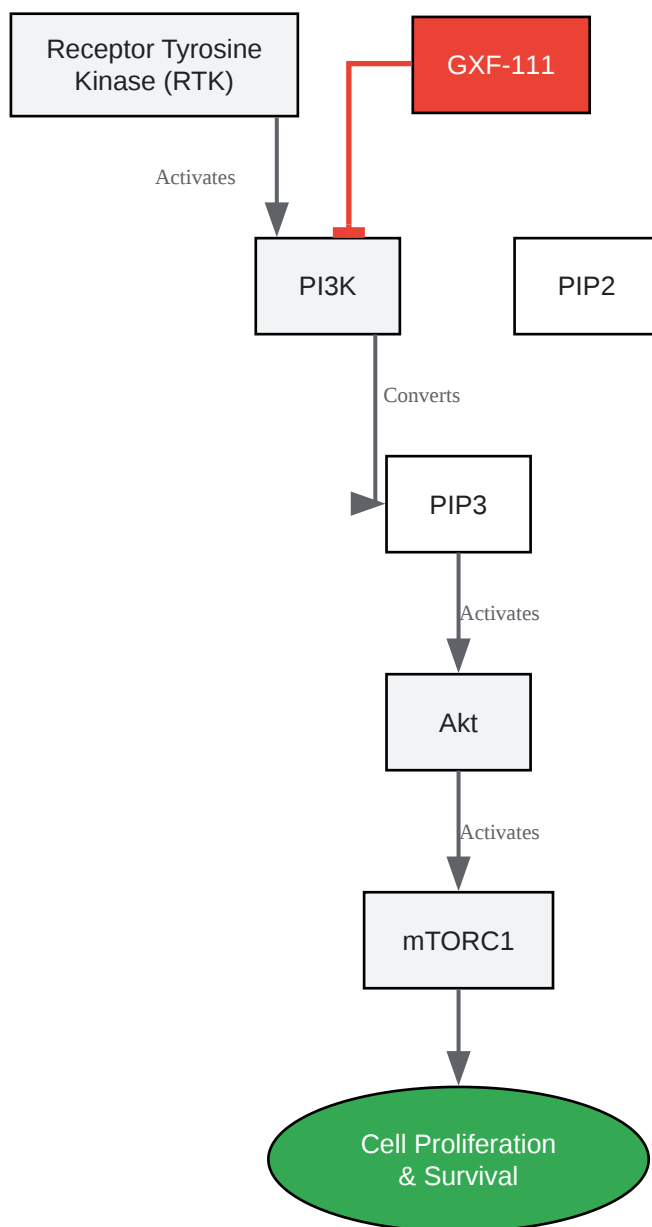 Receptor Tyrosine
Kinase (RTK)
GXF-111
Activates
PI3K
PIP2
Converts
PIP3
Activates
Akt
Activates
mTORC1
Cell Proliferation
& Survival